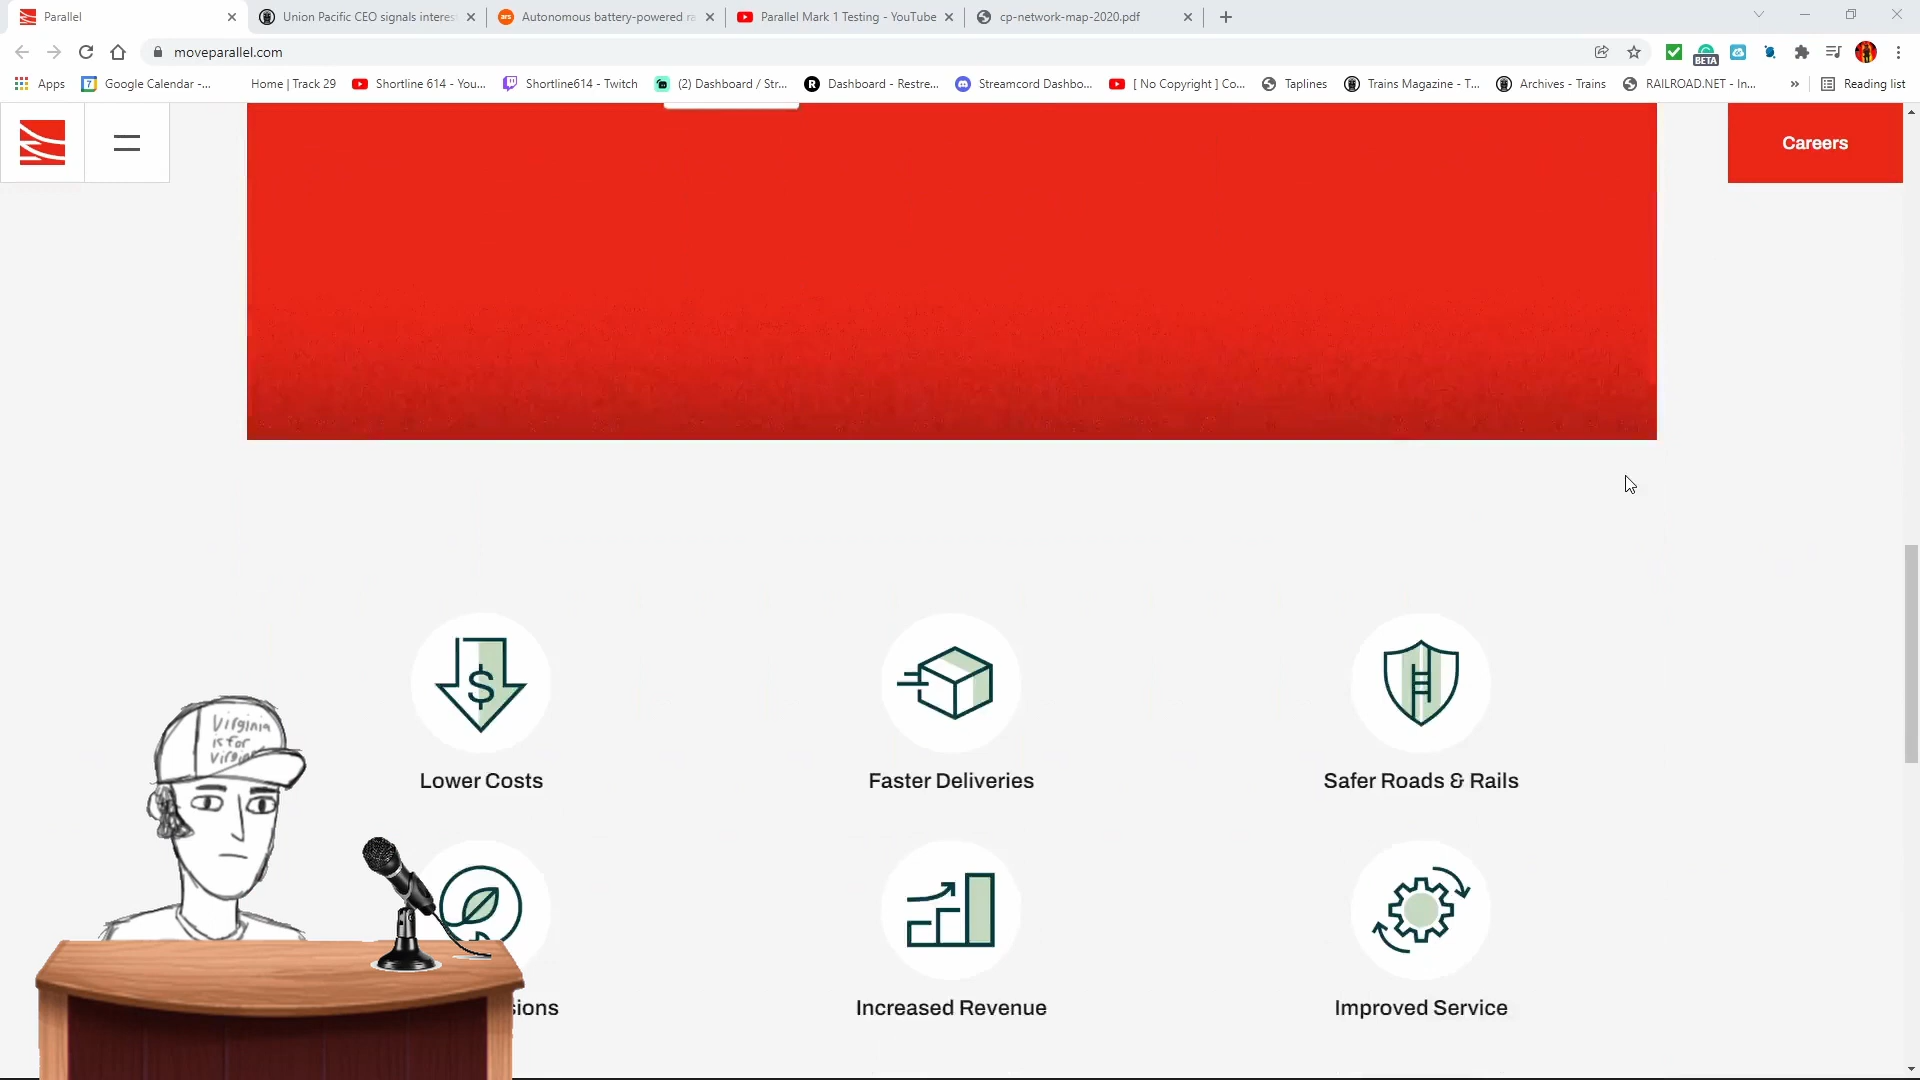 Parallel
Union Pacific CEO signals interes
Autonomous battery-powered ra
Parallel Mark 1 Testing - YouTube
cp-network-map-2020.pdf
moveparallel.com
BETA
Apps
Google Calendar -...
Home | Track 29
Shortline 614 - You...
Shortline614 - Twitch
(2) Dashboard / Str...
Dashboard - Restre...
Streamcord Dashbo...
[ No Copyright ] Co...
Taplines
Trains Magazine - T...
Archives - Trains
RAILROAD.NET - In...
»
Reading list
Careers
$
Lower Costs
Faster Deliveries
Safer Roads & Rails
Virginia
is for
Virgin
sions
Increased Revenue
Improved Service